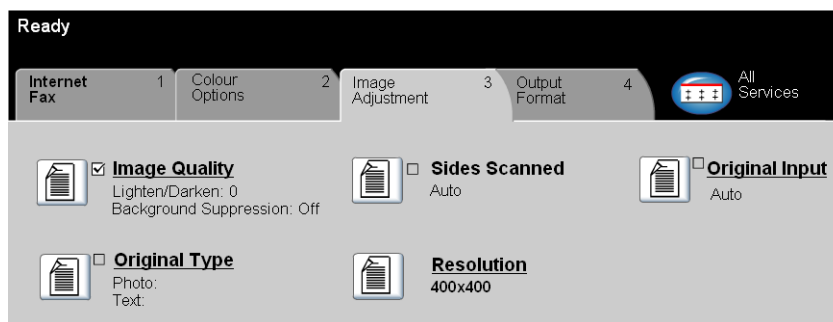 Ready
Internet Fax 1
Colour Options 2
Image Adjustment 3
Output Format 4
All Services
Image Quality
Lighten/Darken: 0
Background Suppression: Off
Sides Scanned
Auto
Original Input
Auto
Original Type
Photo:
Text:
Resolution
400x400